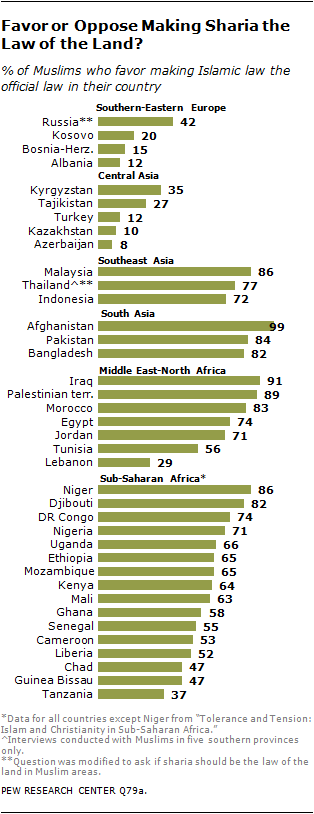 Favor or Oppose Making Sharia the
Law of the Land?
% of Muslims who favor making Islamic law the
official law in their country
Southern-Eastern Europe
Russia** 42
Kosovo 20
Bosnia-Herz. 15
Albania 12
Central Asia
Kyrgyzstan 35
Tajikistan 27
Turkey 12
Kazakhstan 10
Azerbaijan 8
Southeast Asia
Malaysia 86
Thailand^** 77
Indonesia 72
South Asia
Afghanistan 99
Pakistan 84
Bangladesh 82
Middle East-North Africa
Iraq 91
Palestinian terr. 89
Morocco 83
Egypt 74
Jordan 71
Tunisia 56
Lebanon 29
Sub-Saharan Africa*
Niger 86
Djibouti 82
DR Congo 74
Nigeria 71
Uganda 66
Ethiopia 65
Mozambique 65
Kenya 64
Mali 63
Ghana 58
Senegal 55
Cameroon 53
Liberia 52
Chad 47
Guinea Bissau 47
Tanzania 37
*Data for all countries except Niger from “Tolerance and Tension:
Islam and Christianity in Sub-Saharan Africa.”
^Interviews conducted with Muslims in five southern provinces
only.
**Question was modified to ask if sharia should be the law of the
land in Muslim areas.
PEW RESEARCH CENTER Q79a.